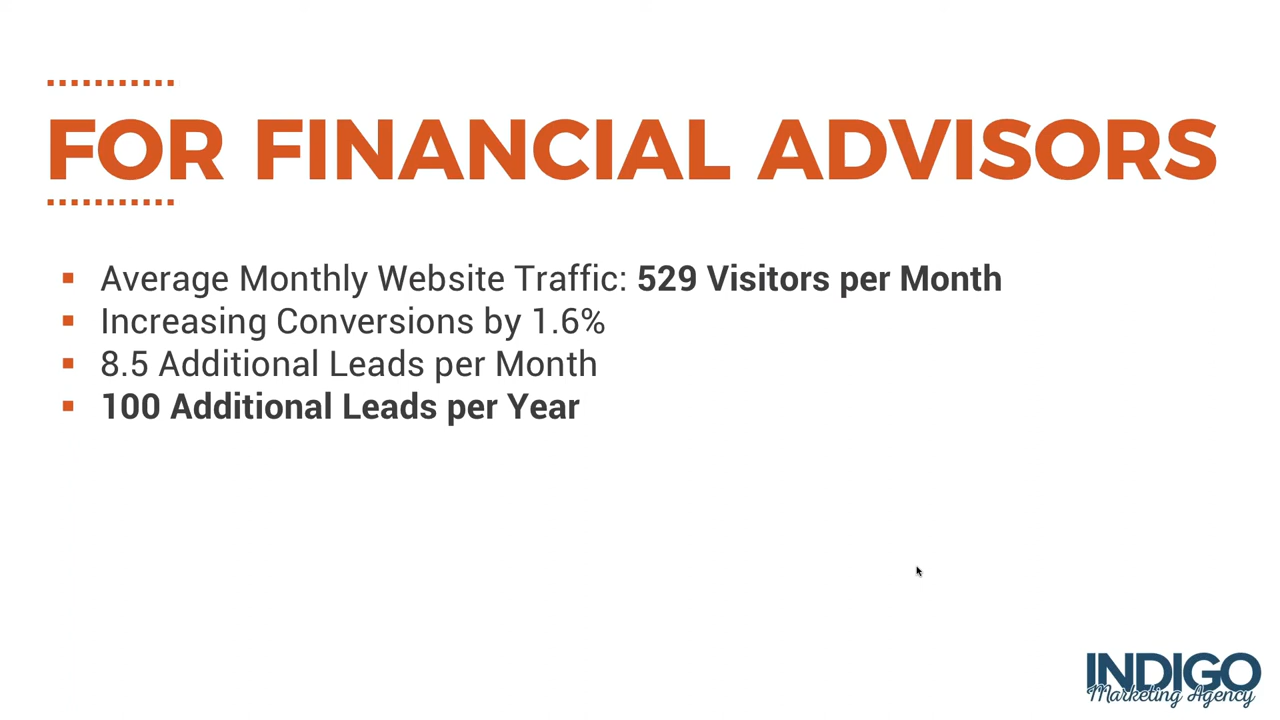 FOR FINANCIAL ADVISORS
Average Monthly Website Traffic: 529 Visitors per Month
Increasing Conversions by 1.6%
8.5 Additional Leads per Month
100 Additional Leads per Year
INDIGO
Marketing Agency